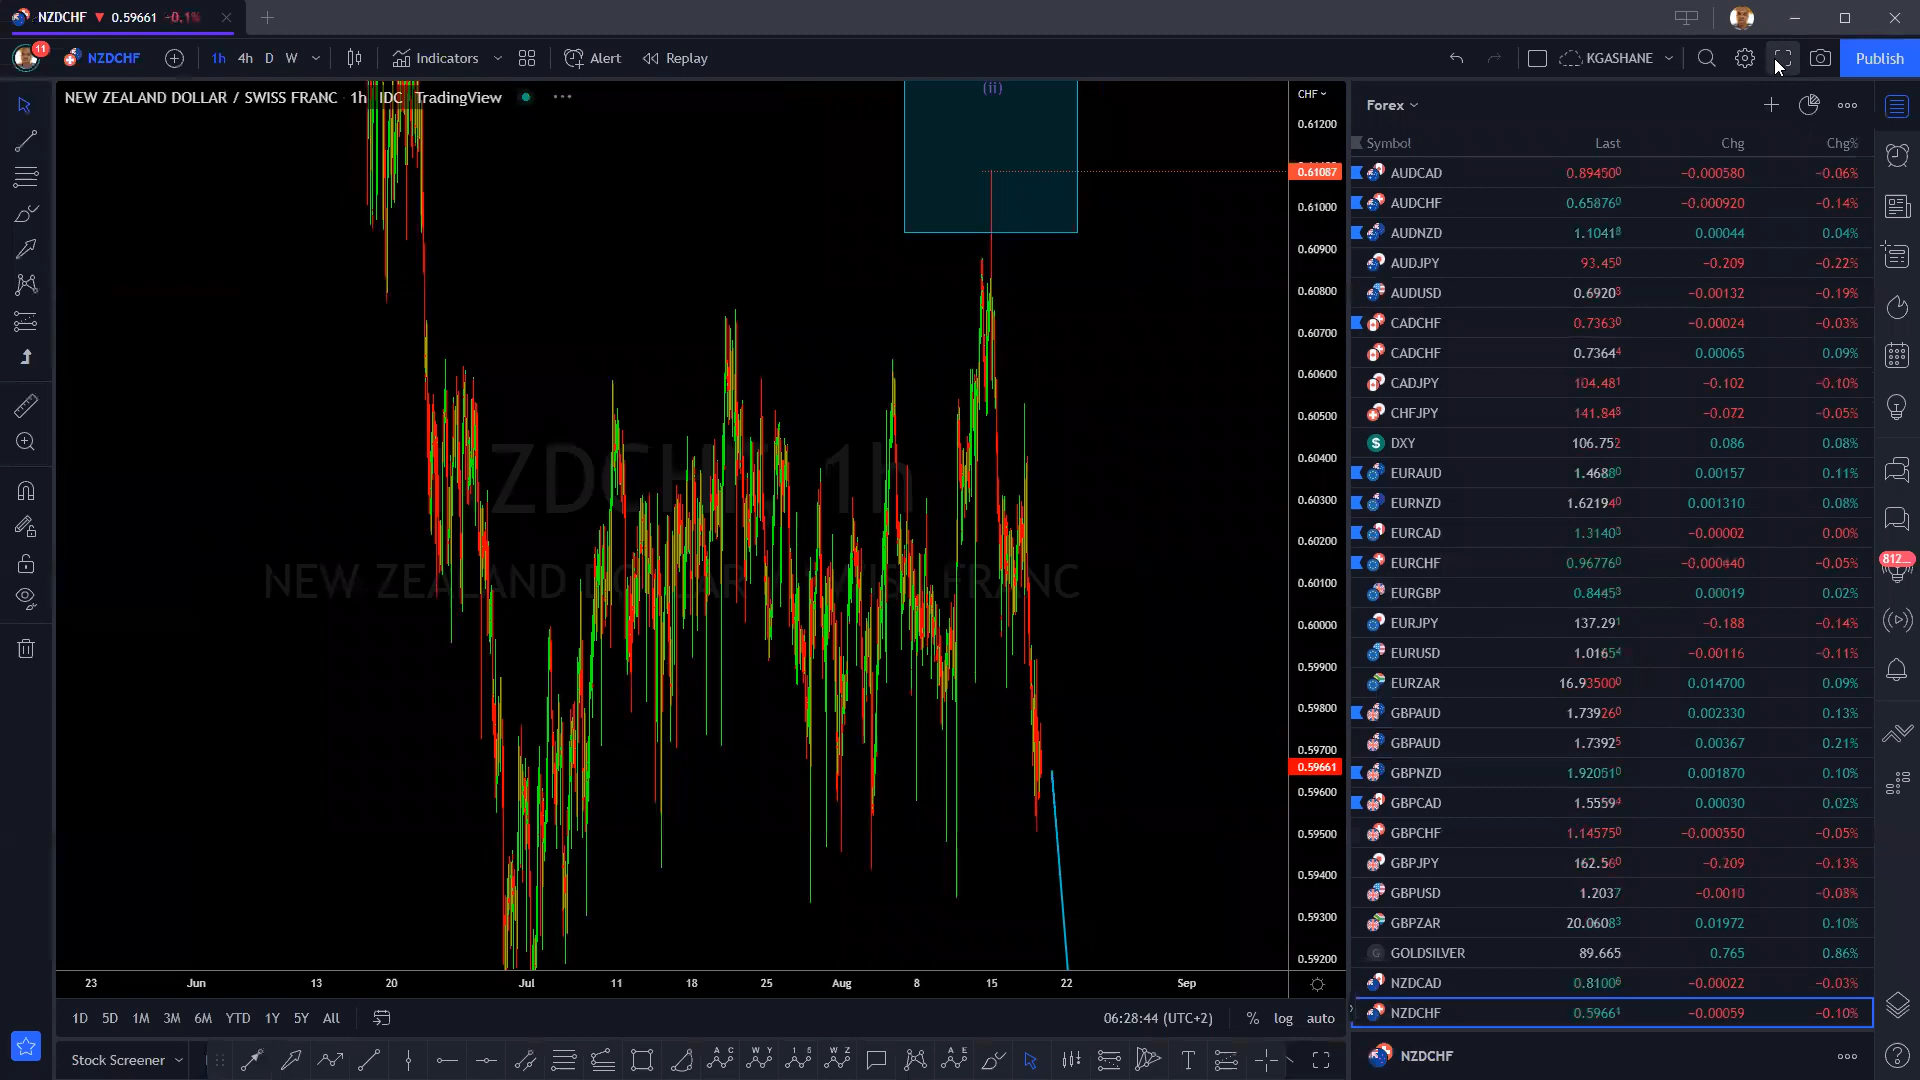 NZDCHF ▼ 0.59661 −0.1%
11
NZDCHF 1h 4h D W Indicators Alert Replay KGASHANE Publish
NEW ZEALAND DOLLAR / SWISS FRANC 1h IDC TradingView
(ii)
ZDCH 1h
NEW ZEALAND DOLLAR SWISS FRANC
CHF
0.61200
0.61087
0.61000
0.60900
0.60800
0.60700
0.60600
0.60500
0.60400
0.60300
0.60200
0.60100
0.60000
0.59900
0.59800
0.59700
0.59661
0.59600
0.59500
0.59400
0.59300
0.59200
23 Jun 13 20 Jul 11 18 25 Aug 8 15 22 Sep
1D 5D 1M 3M 6M YTD 1Y 5Y All
06:28:44 (UTC+2) % log auto
Stock Screener
Forex
Symbol Last Chg Chg%
AUDCAD 0.894500 −0.000580 −0.06%
AUDCHF 0.658760 −0.000920 −0.14%
AUDNZD 1.10418 0.00044 0.04%
AUDJPY 93.450 −0.209 −0.22%
AUDUSD 0.69208 −0.00132 −0.19%
CADCHF 0.73630 −0.00024 −0.03%
CADCHF 0.73644 0.00065 0.09%
CADJPY 104.481 −0.102 −0.10%
CHFJPY 141.848 −0.072 −0.05%
DXY 106.752 0.086 0.08%
EURAUD 1.46880 0.00157 0.11%
EURNZD 1.621940 0.001310 0.08%
EURCAD 1.31403 −0.00002 0.00%
EURCHF 0.967760 −0.000440 −0.05%
EURGBP 0.84453 0.00019 0.02%
EURJPY 137.291 −0.188 −0.14%
EURUSD 1.01654 −0.00116 −0.11%
EURZAR 16.935000 0.014700 0.09%
GBPAUD 1.739260 0.002330 0.13%
GBPAUD 1.73925 0.00367 0.21%
GBPNZD 1.920510 0.001870 0.10%
GBPCAD 1.55594 0.00030 0.02%
GBPCHF 1.145750 −0.000550 −0.05%
GBPJPY 162.560 −0.209 −0.13%
GBPUSD 1.2037 −0.0010 −0.08%
GBPZAR 20.06083 0.01972 0.10%
GOLDSILVER 89.665 0.765 0.86%
NZDCAD 0.81006 −0.00022 −0.03%
NZDCHF 0.59661 −0.00059 −0.10%
NZDCHF
812...